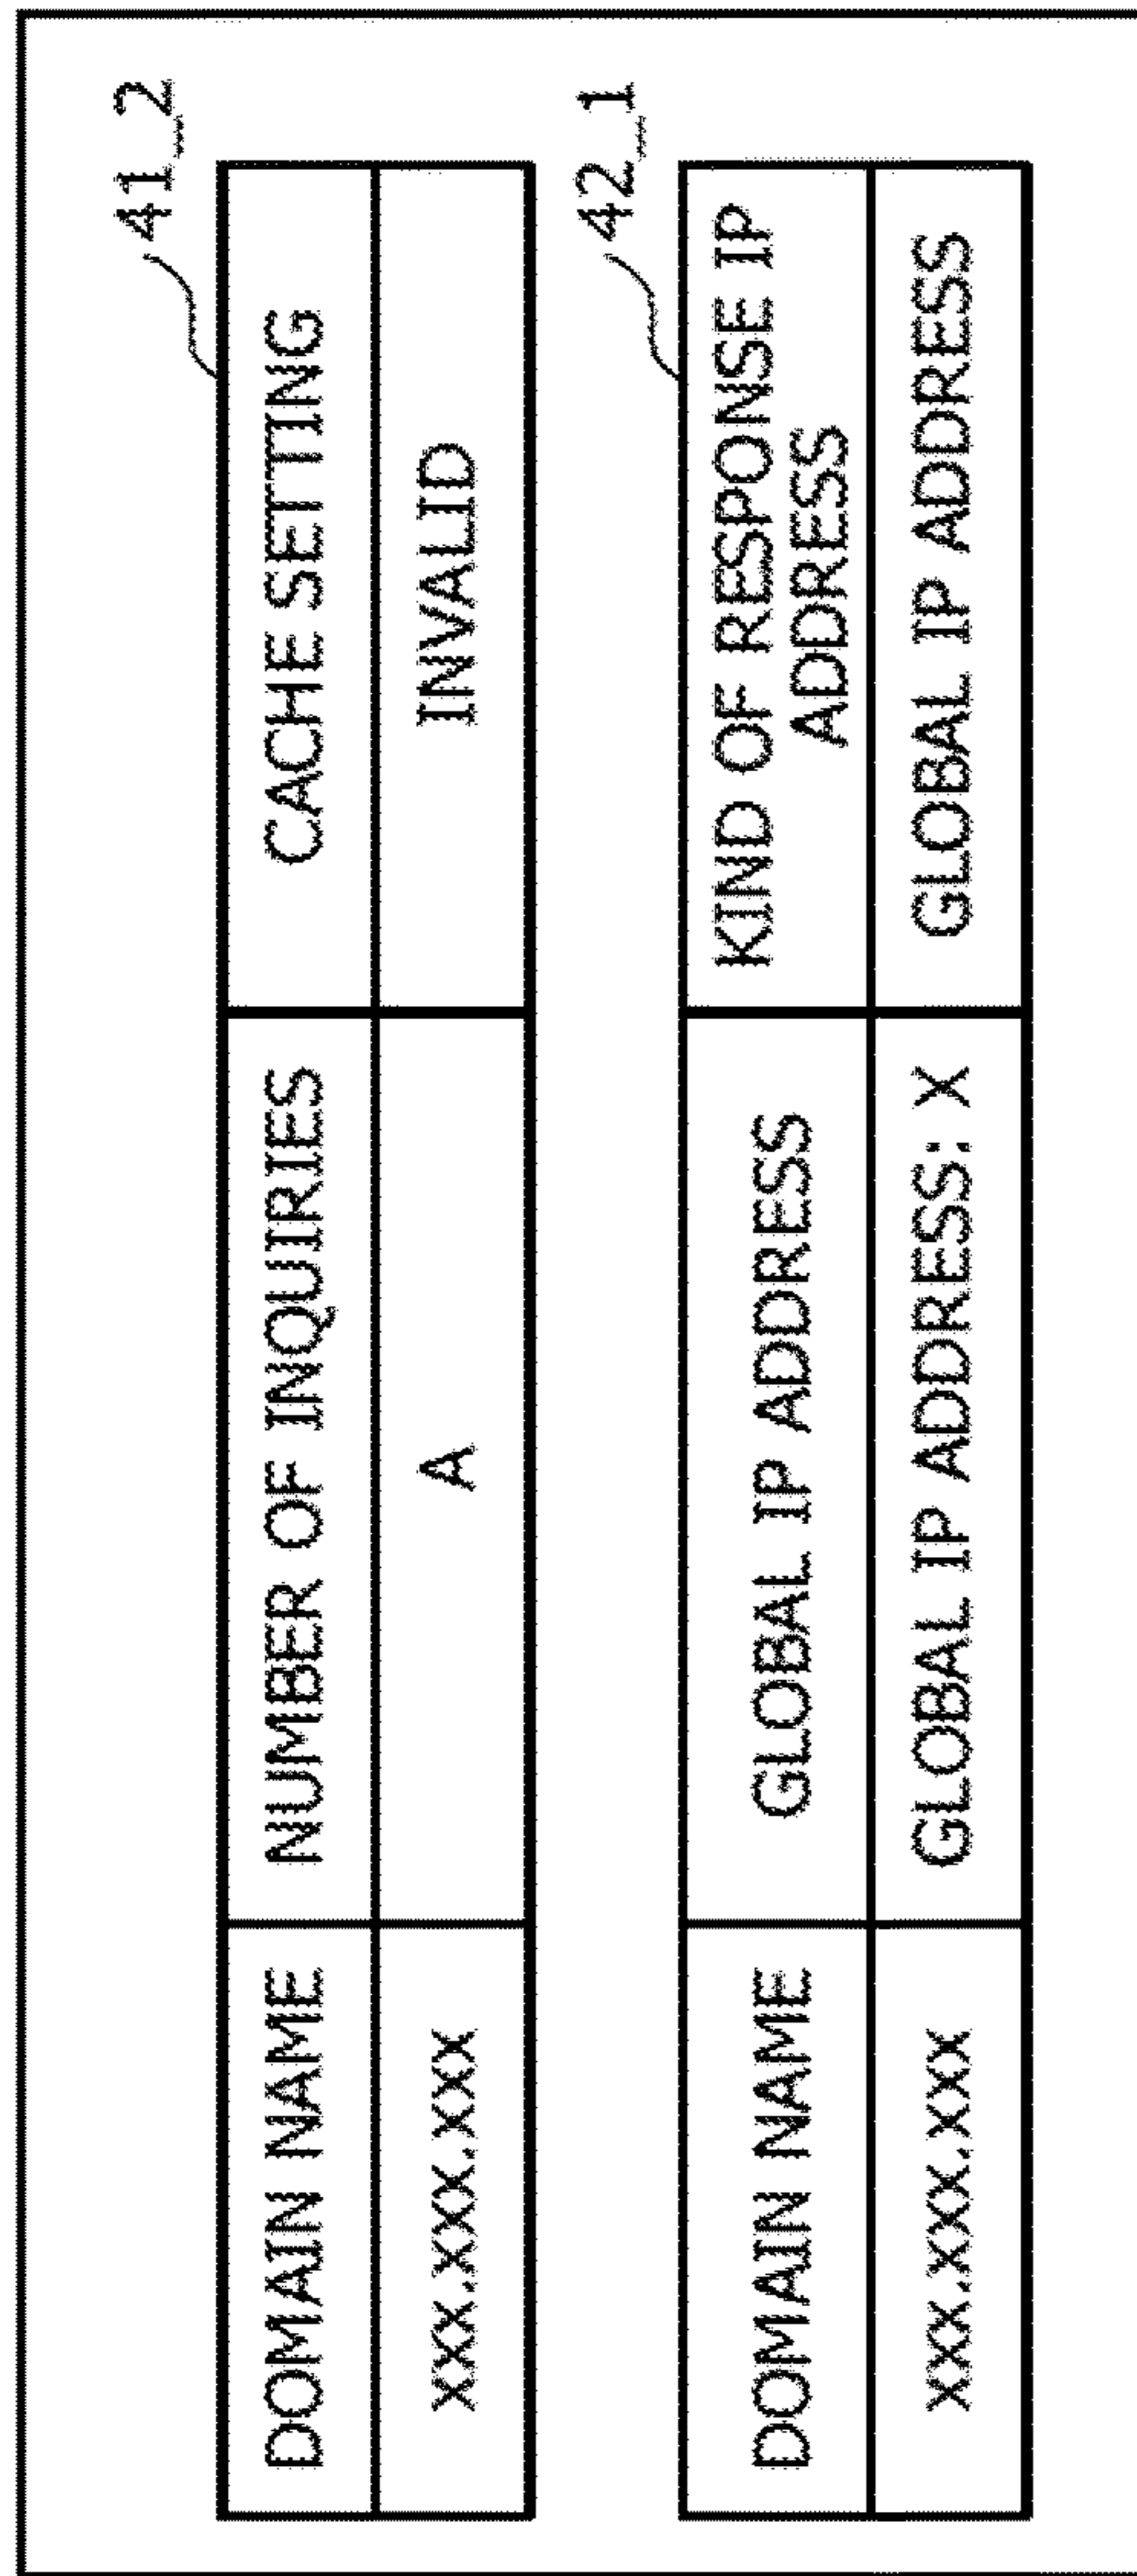 41_2
DOMAIN NAME
NUMBER OF INQUIRIES
CACHE SETTING
xxx.xxx.xxx
A
INVALID
42_1
DOMAIN NAME
GLOBAL IP ADDRESS
KIND OF RESPONSE IP
ADDRESS
xxx.xxx.xxx
GLOBAL IP ADDRESS: X
GLOBAL IP ADDRESS